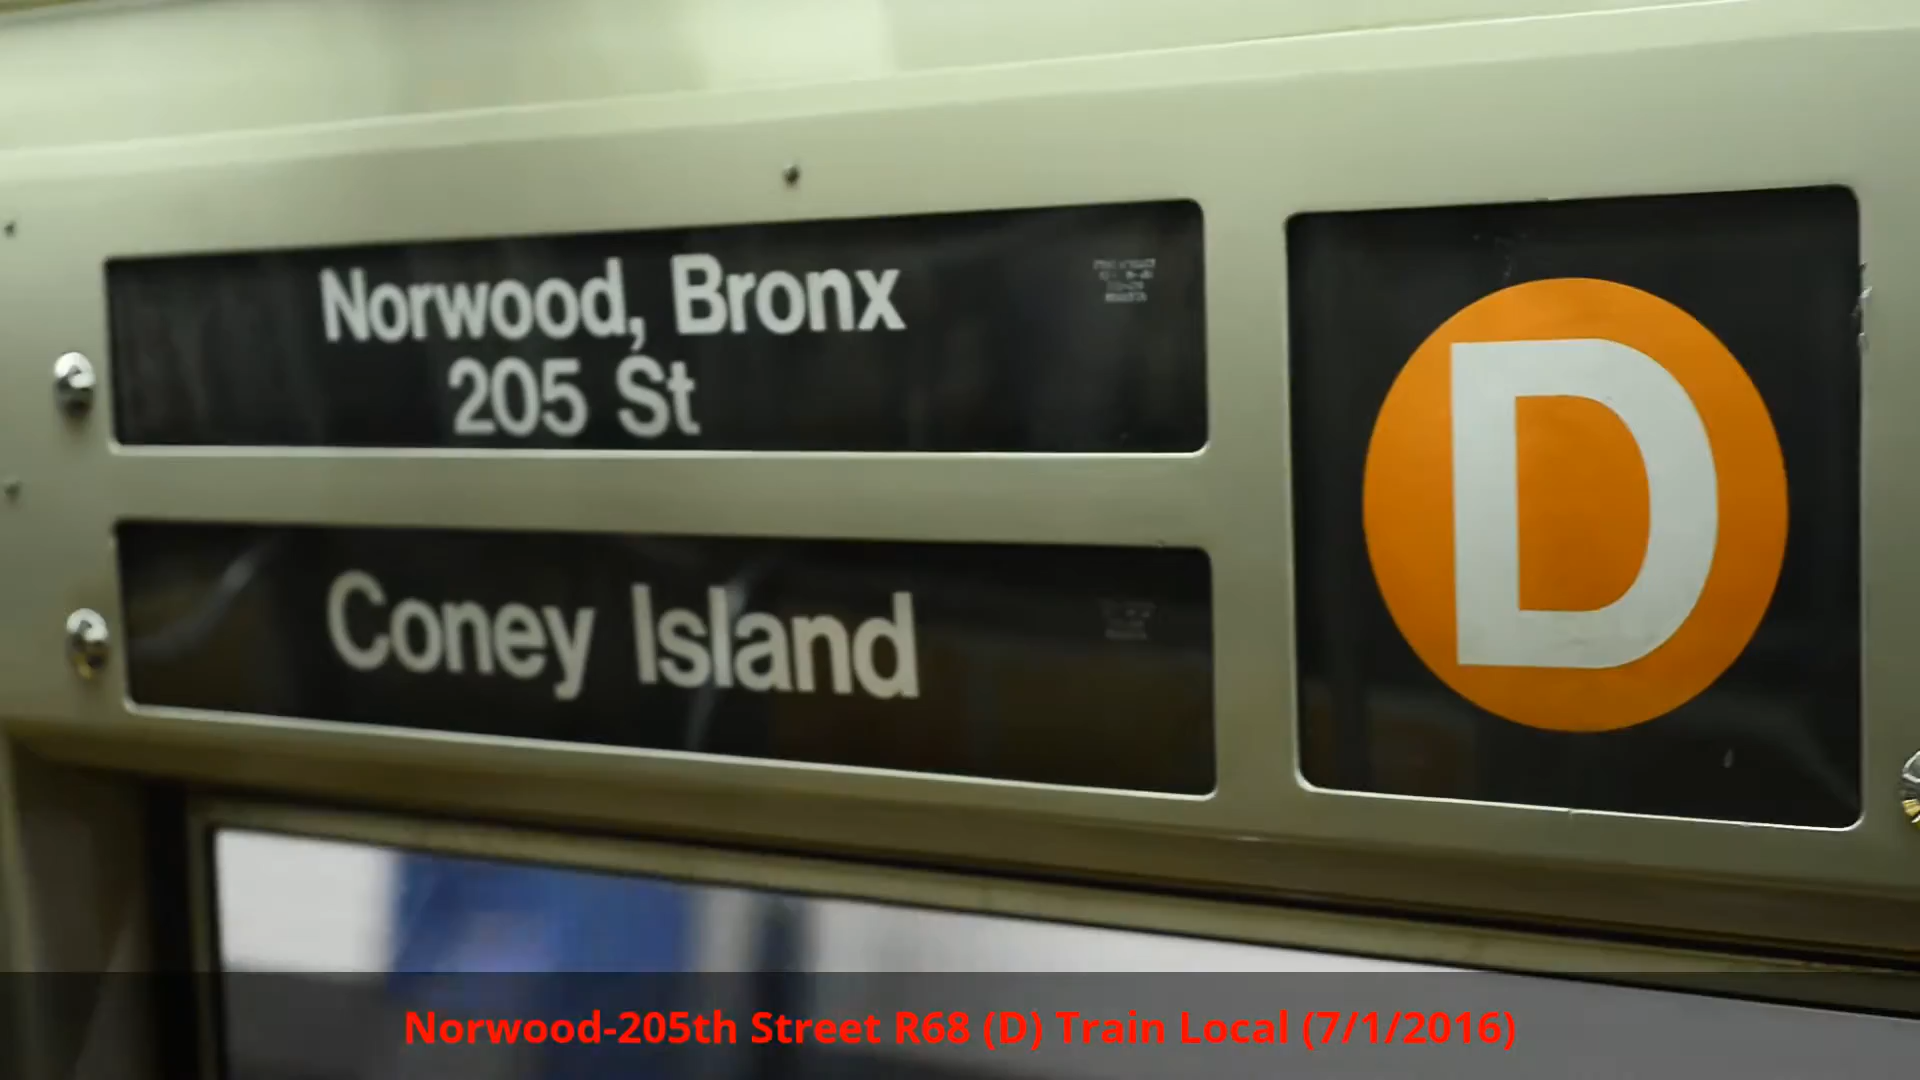 Norwood, Bronx
205 St
Coney Island
D
Norwood-205th Street R68 (D) Train Local (7/1/2016)